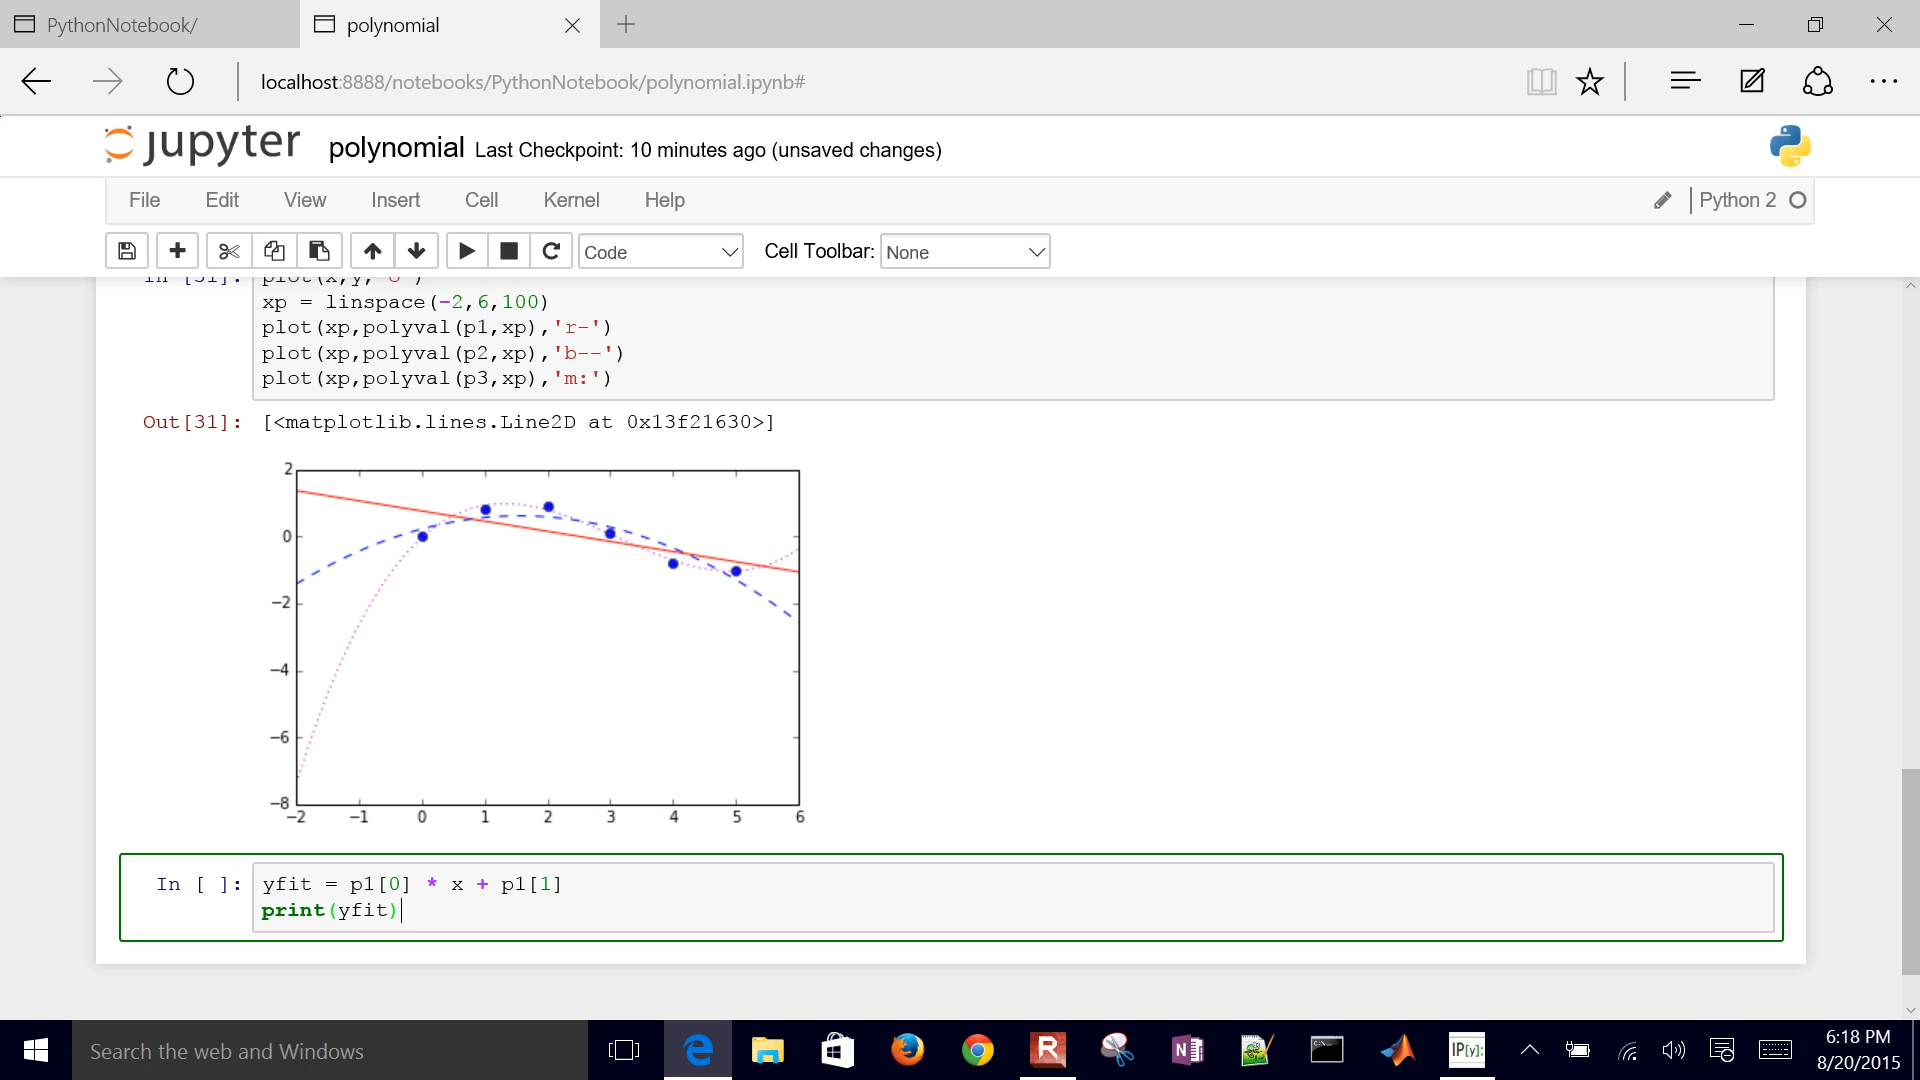 PythonNotebook/
polynomial
localhost:8888/notebooks/PythonNotebook/polynomial.ipynb#
jupyter polynomial Last Checkpoint: 10 minutes ago (unsaved changes)
File Edit View Insert Cell Kernel Help Python 2
Code Cell Toolbar: None
In [31]: plot(x,y,'o')
xp = linspace(-2,6,100)
plot(xp,polyval(p1,xp),'r-')
plot(xp,polyval(p2,xp),'b--')
plot(xp,polyval(p3,xp),'m:')
Out[31]: [<matplotlib.lines.Line2D at 0x13f21630>]
2
0
−2
−4
−6
−8
−2 −1 0 1 2 3 4 5 6
In [ ]: yfit = p1[0] * x + p1[1]
print(yfit)
Search the web and Windows
IP[y]:
6:18 PM
8/20/2015